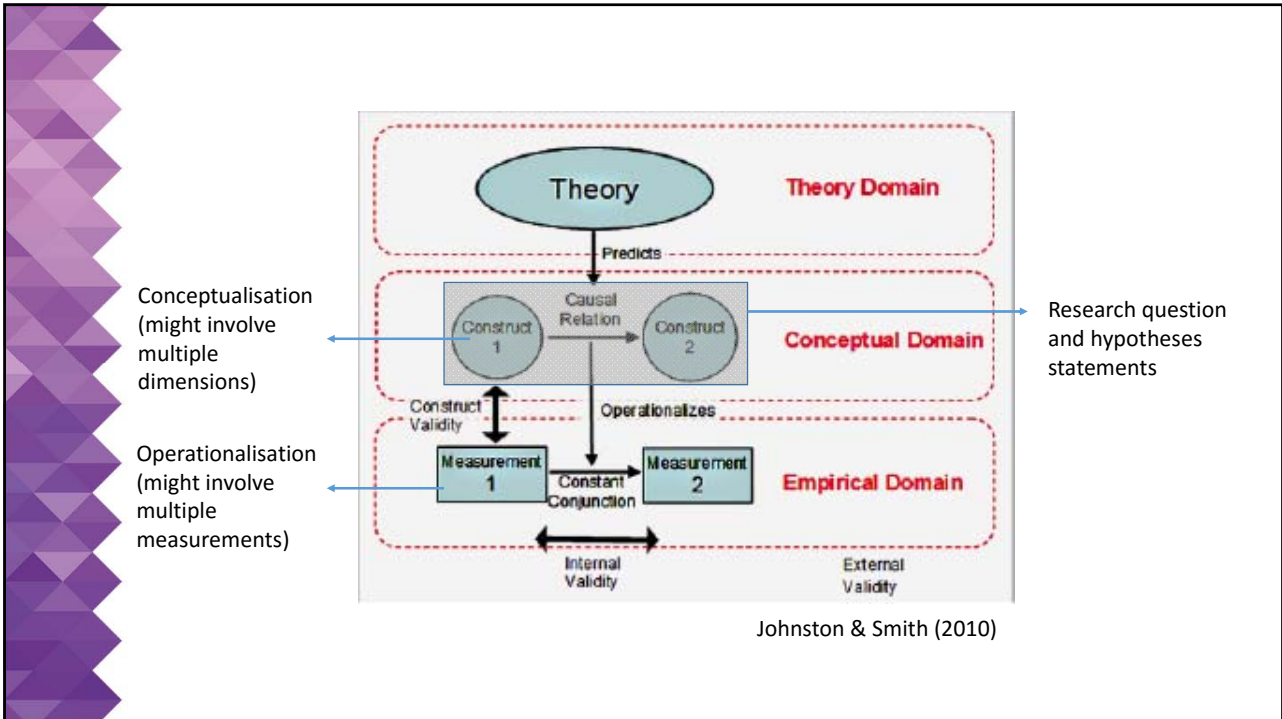 Theory
Theory Domain
Predicts
Conceptualisation
(might involve
multiple
dimensions)
Construct
1
Causal
Relation
Construct
2
Conceptual Domain
Research question
and hypotheses
statements
Construct
Validity
Operationalizes
Operationalisation
(might involve
multiple
measurements)
Measurement
1
Constant
Conjunction
Measurement
2
Empirical Domain
Internal
Validity
External
Validity
Johnston & Smith (2010)